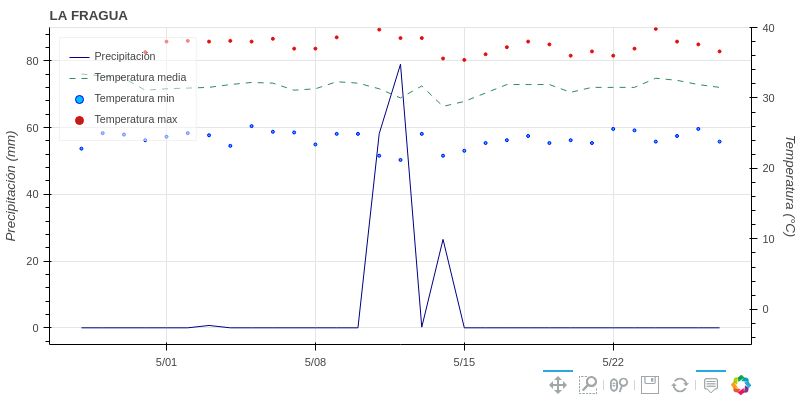 LA FRAGUA
Precipitación
Temperatura media
Temperatura min
Temperatura max
Precipitación (mm)
80
60
40
20
0
40
30
20
10
0
Temperatura (°C)
5/01 5/08 5/15 5/22